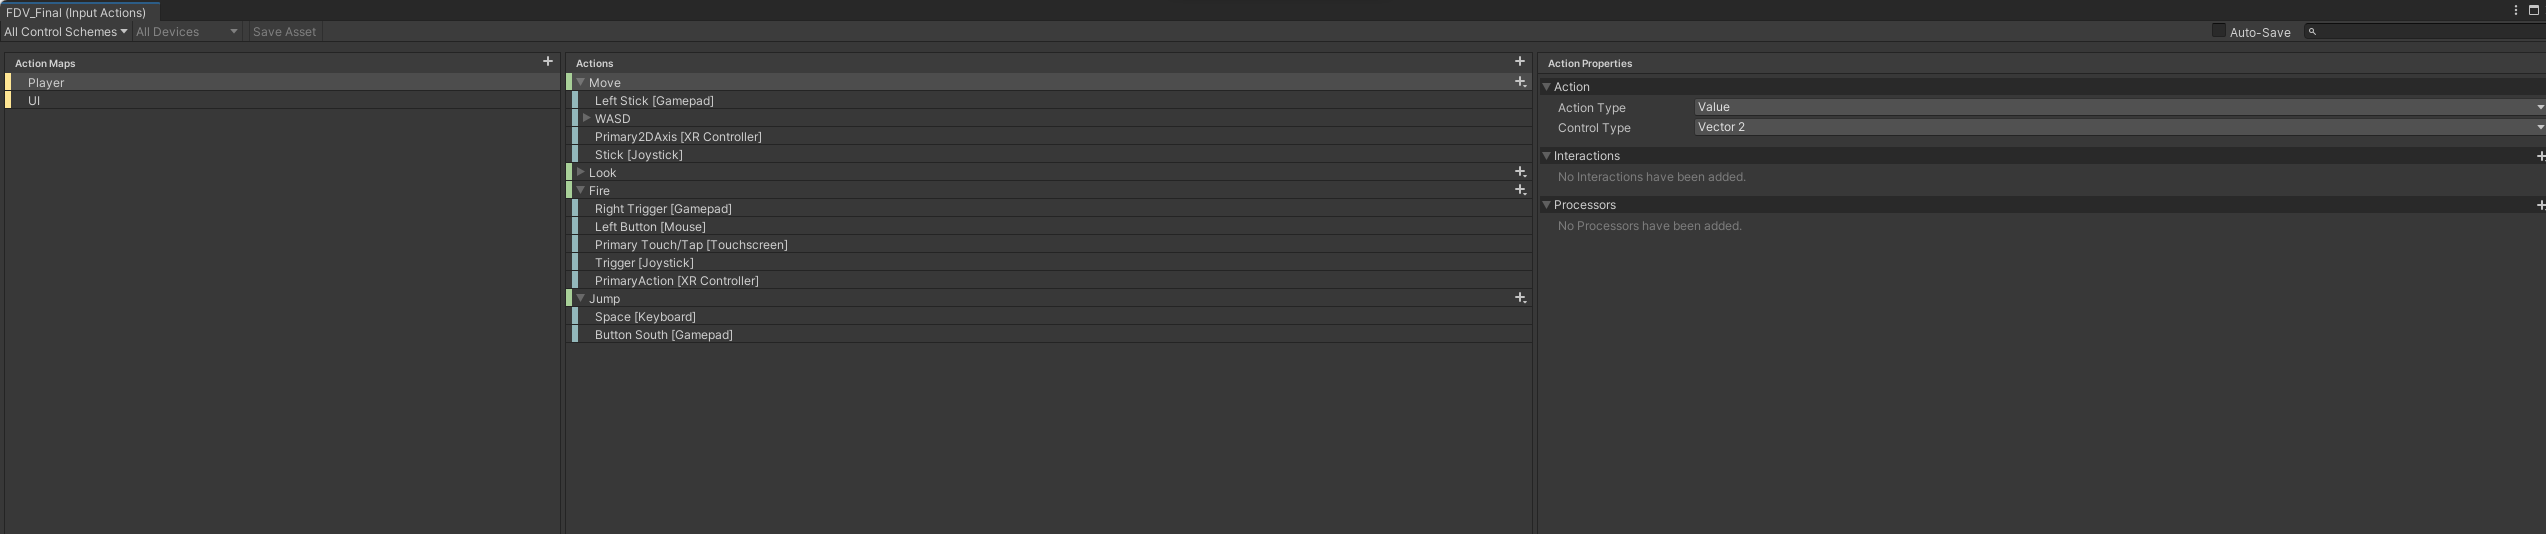 FDV_Final (Input Actions)
All Control Schemes All Devices Save Asset Auto-Save
Action Maps
Player
UI
Actions
Move
Left Stick [Gamepad]
WASD
Primary2DAxis [XR Controller]
Stick [Joystick]
Look
Fire
Right Trigger [Gamepad]
Left Button [Mouse]
Primary Touch/Tap [Touchscreen]
Trigger [Joystick]
PrimaryAction [XR Controller]
Jump
Space [Keyboard]
Button South [Gamepad]
Action Properties
Action
Action Type Value
Control Type Vector 2
Interactions
No Interactions have been added.
Processors
No Processors have been added.